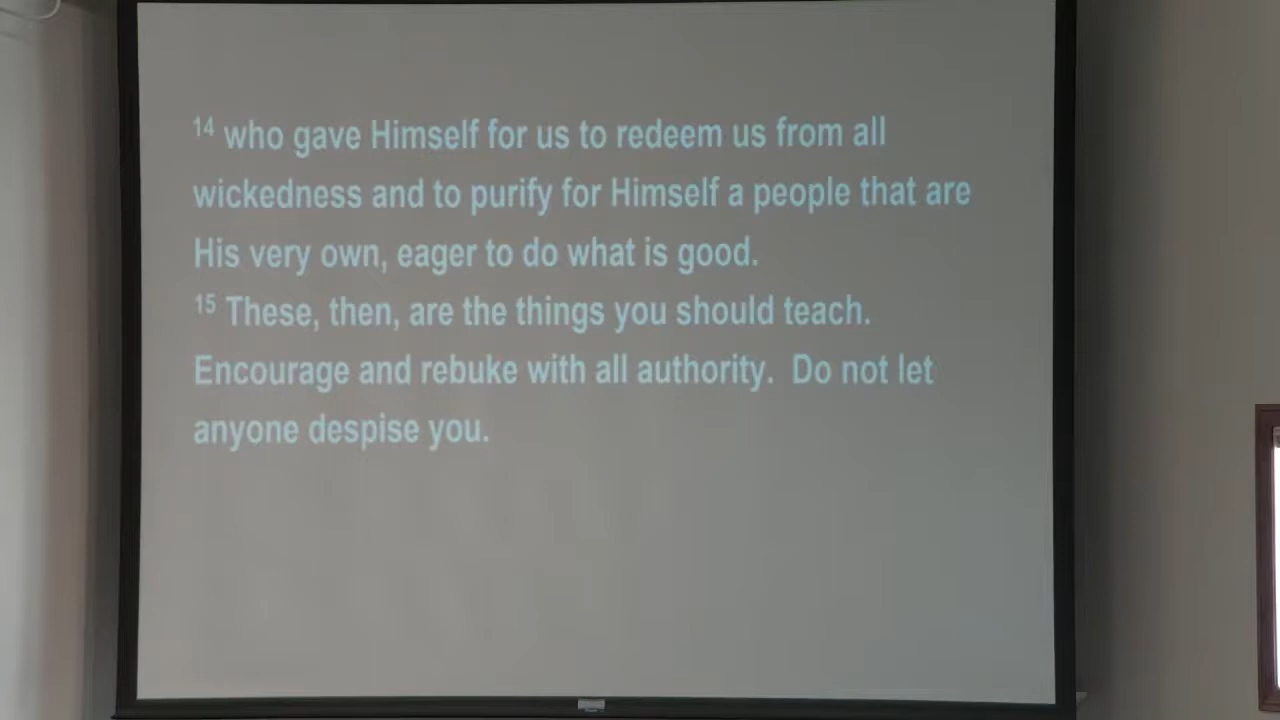 14 who gave Himself for us to redeem us from all
wickedness and to purify for Himself a people that are
His very own, eager to do what is good.
15 These, then, are the things you should teach.
Encourage and rebuke with all authority.  Do not let
anyone despise you.